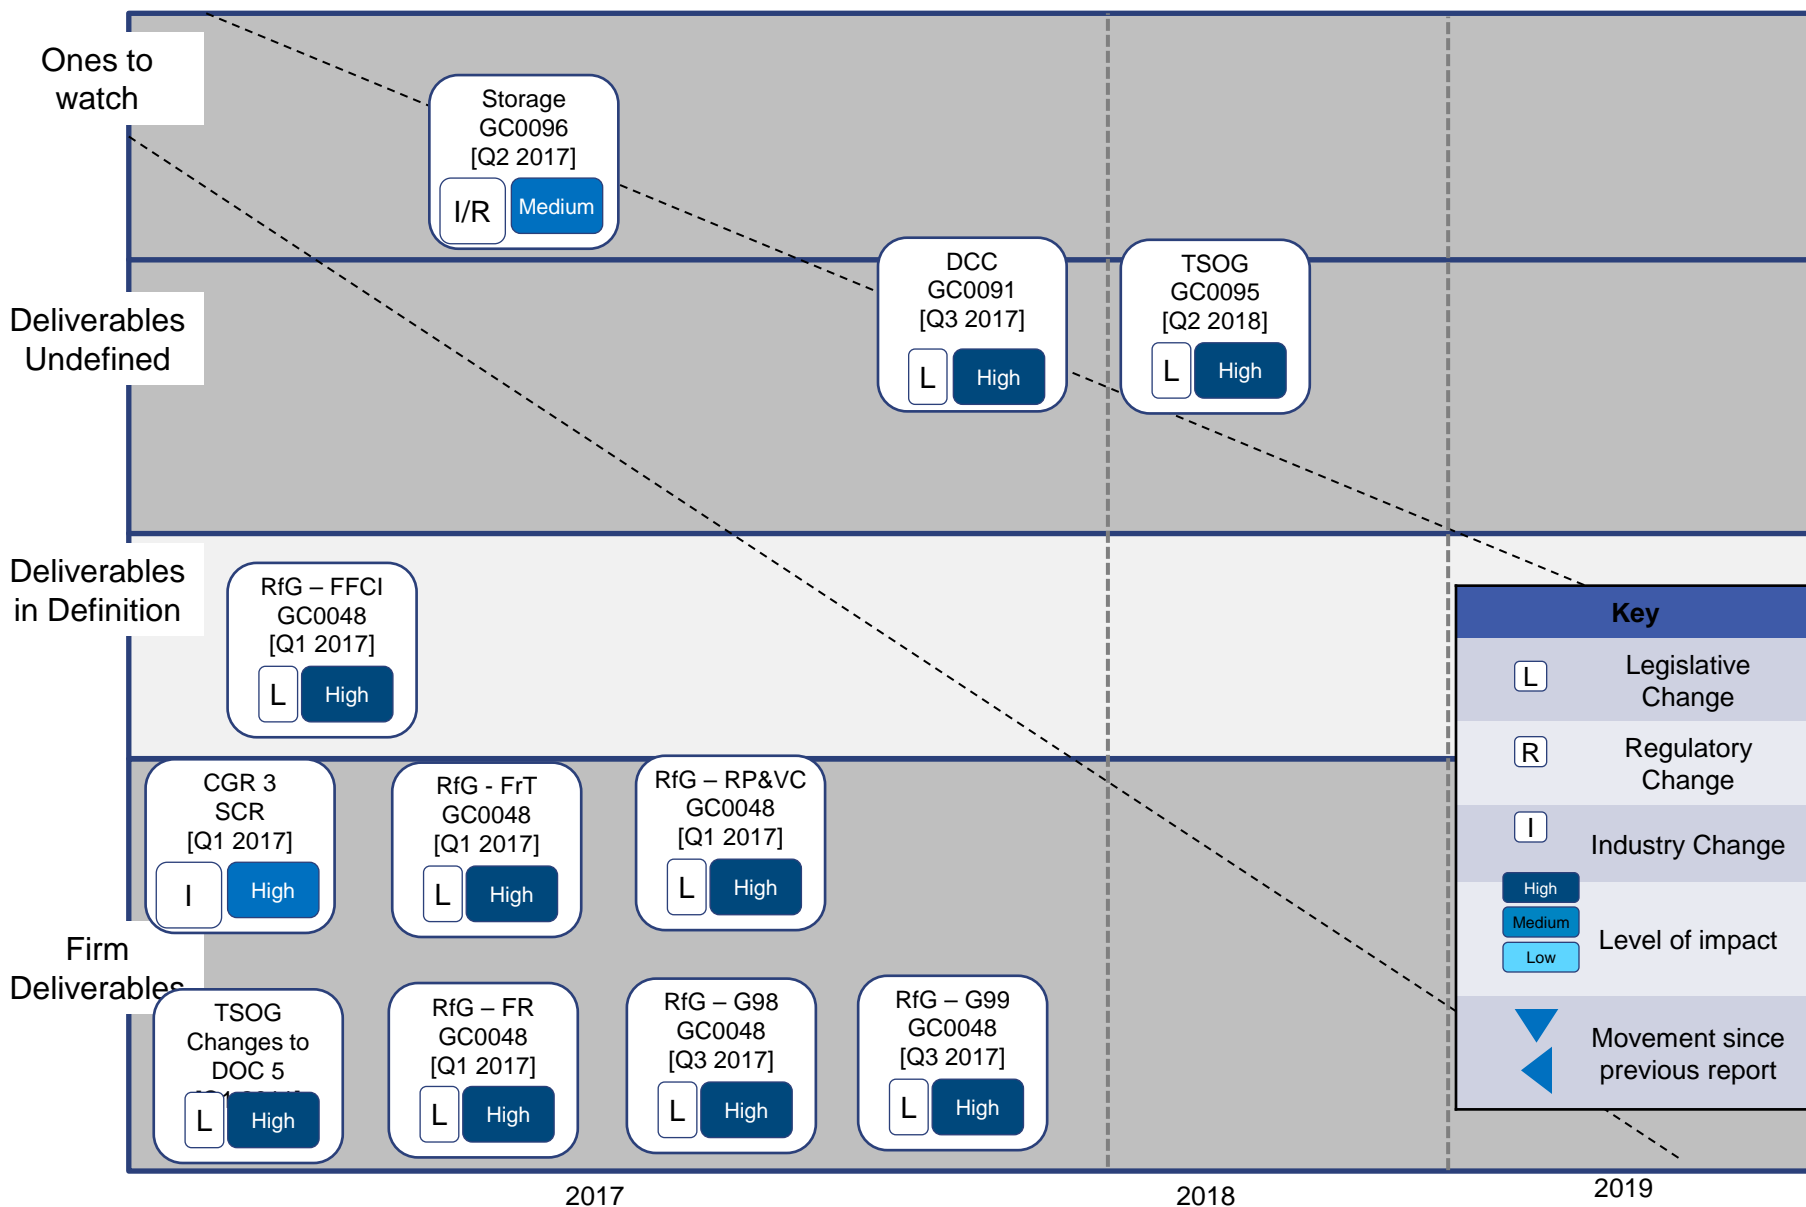 Ones to
watch
Storage
GC0096
[Q2 2017]
I/R
Medium
Deliverables
Undefined
DCC
GC0091
[Q3 2017]
L
High
TSOG
GC0095
[Q2 2018]
L
High
Deliverables
in Definition
RfG – FFCI
GC0048
[Q1 2017]
L
High
Firm
Deliverables
CGR 3
SCR
[Q1 2017]
I
High
RfG - FrT
GC0048
[Q1 2017]
L
High
RfG – RP&VC
GC0048
[Q1 2017]
L
High
TSOG
Changes to
DOC 5
L
High
RfG – FR
GC0048
[Q1 2017]
L
High
RfG – G98
GC0048
[Q3 2017]
L
High
RfG – G99
GC0048
[Q3 2017]
L
High
Key
L
Legislative
Change
R
Regulatory
Change
I
Industry Change
High
Medium
Low
Level of impact
Movement since
previous report
2017
2018
2019